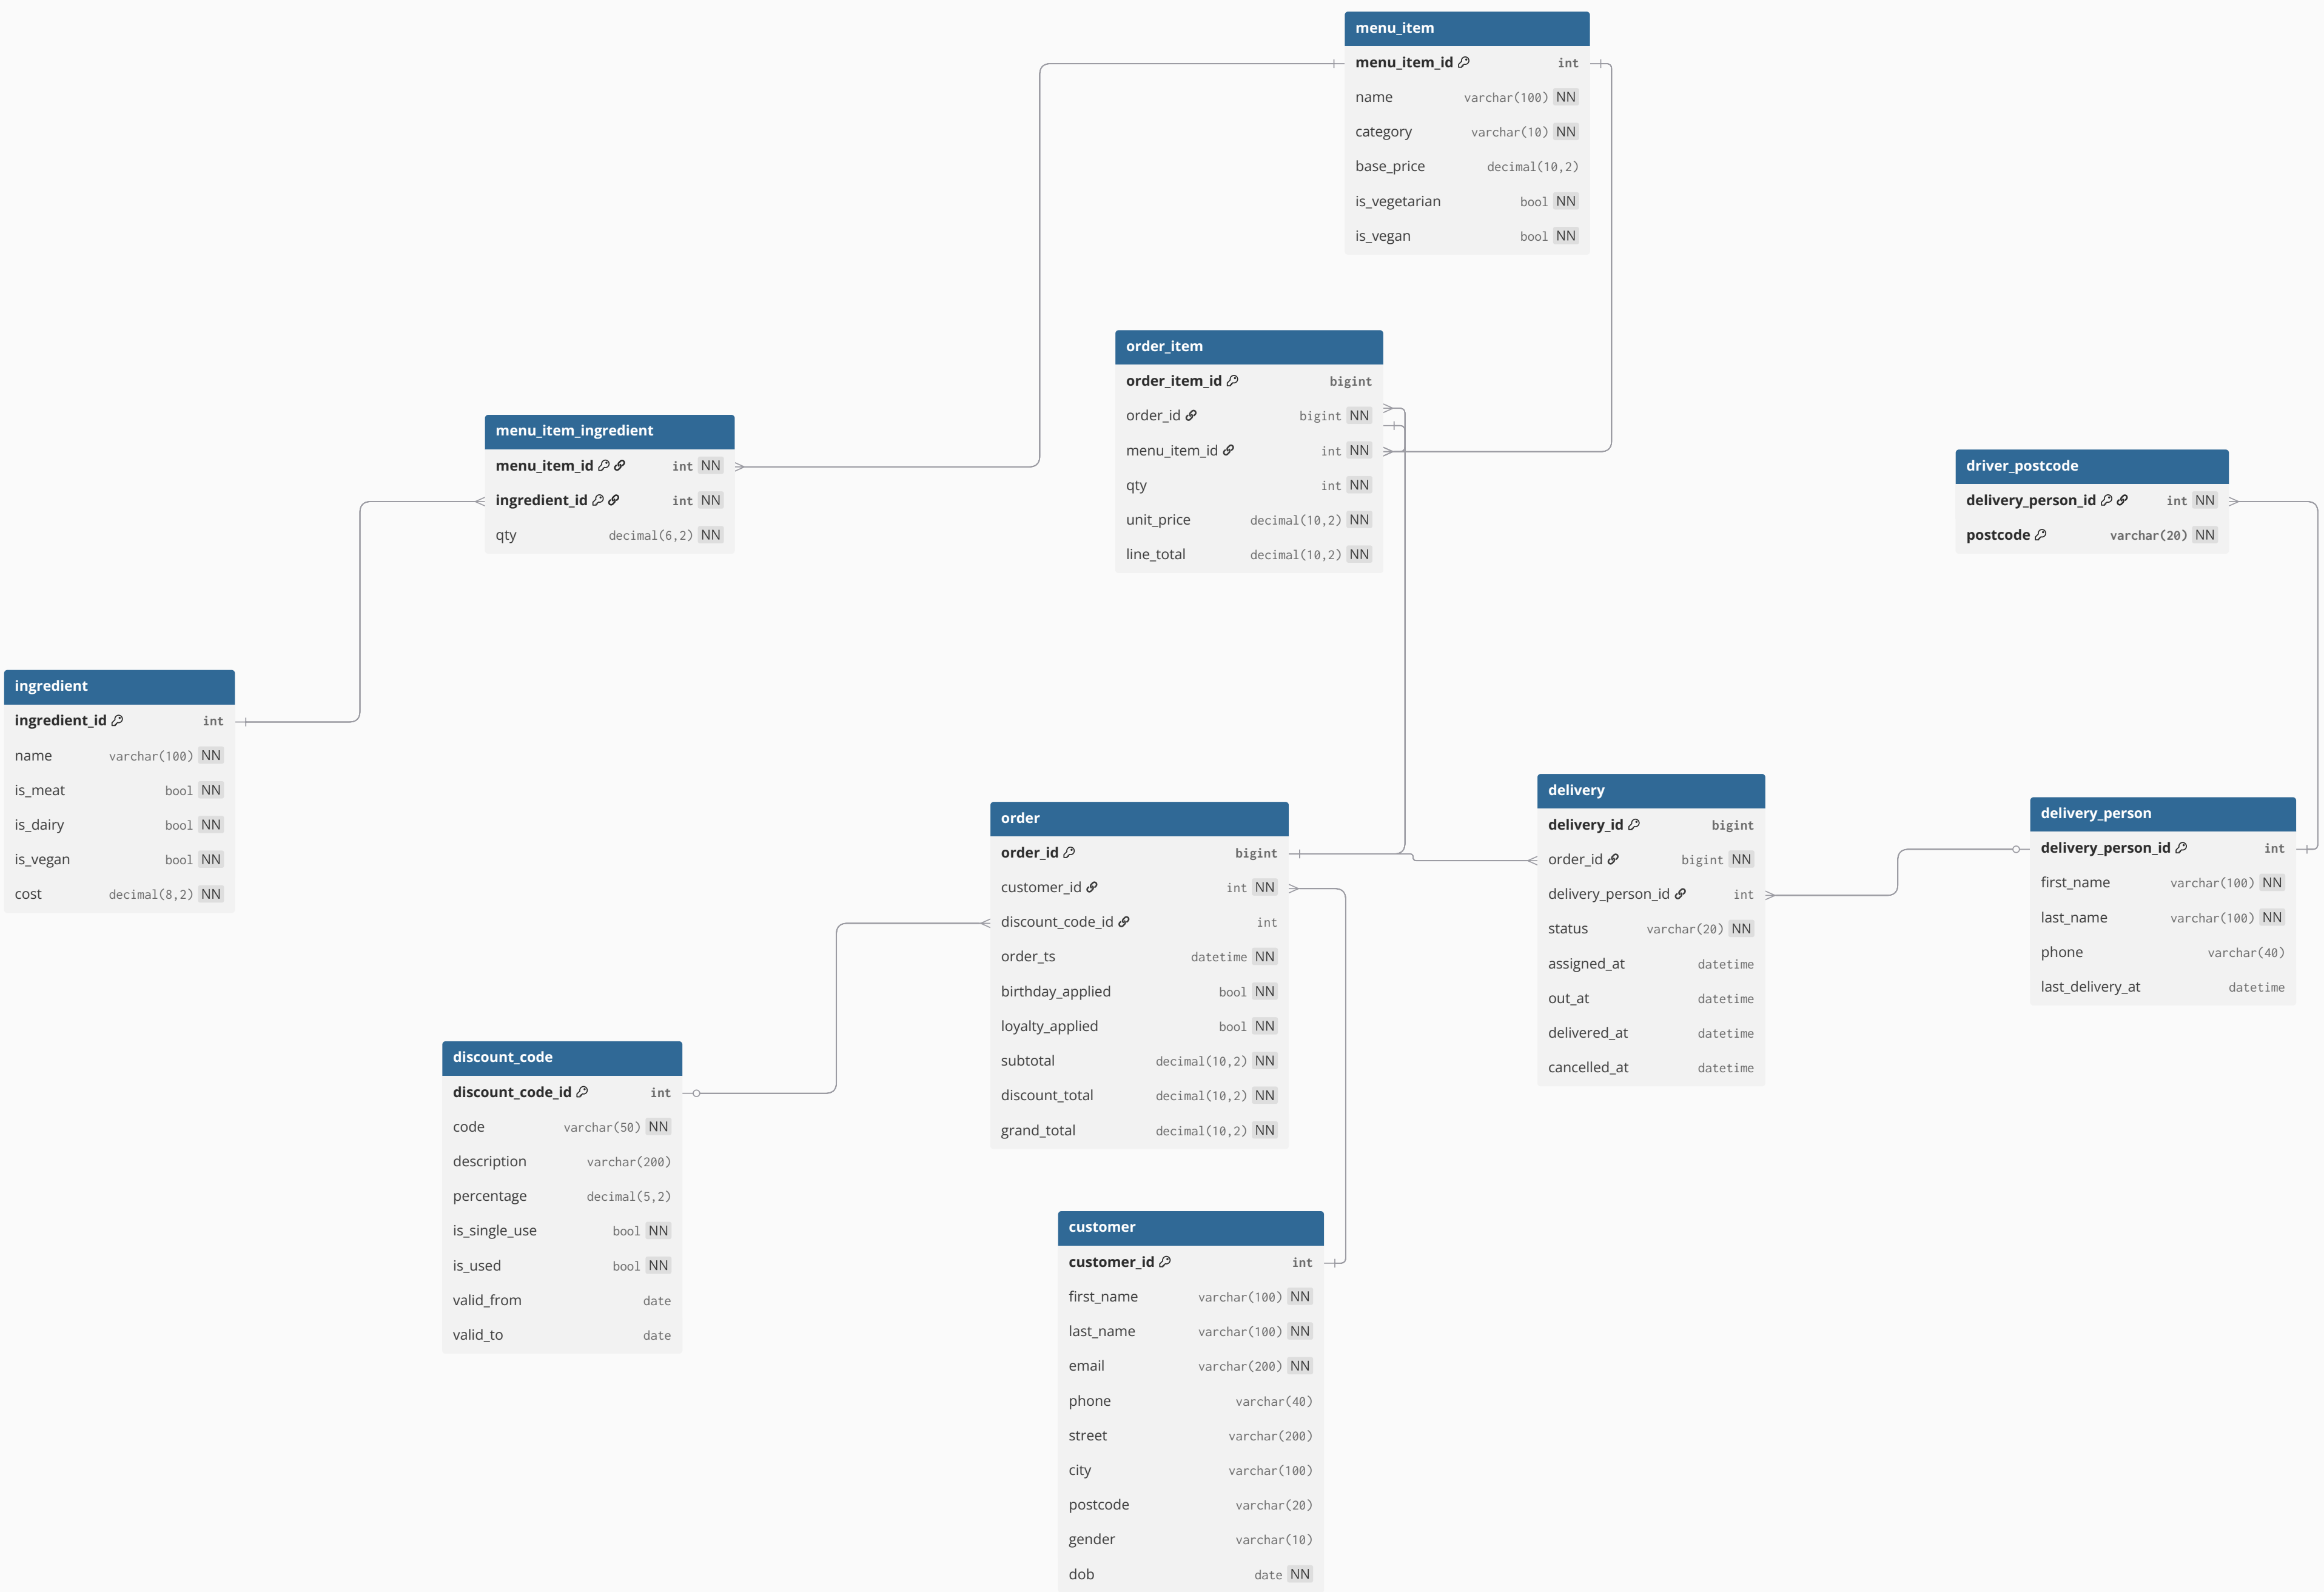 menu_item
menu_item_id int
name varchar(100) NN
category varchar(10) NN
base_price decimal(10,2)
is_vegetarian bool NN
is_vegan bool NN
order_item
order_item_id bigint
order_id bigint NN
menu_item_id int NN
qty int NN
unit_price decimal(10,2) NN
line_total decimal(10,2) NN
menu_item_ingredient
menu_item_id int NN
ingredient_id int NN
qty decimal(6,2) NN
driver_postcode
delivery_person_id int NN
postcode varchar(20) NN
ingredient
ingredient_id int
name varchar(100) NN
is_meat bool NN
is_dairy bool NN
is_vegan bool NN
cost decimal(8,2) NN
order
order_id bigint
customer_id int NN
discount_code_id int
order_ts datetime NN
birthday_applied bool NN
loyalty_applied bool NN
subtotal decimal(10,2) NN
discount_total decimal(10,2) NN
grand_total decimal(10,2) NN
delivery
delivery_id bigint
order_id bigint NN
delivery_person_id int
status varchar(20) NN
assigned_at datetime
out_at datetime
delivered_at datetime
cancelled_at datetime
delivery_person
delivery_person_id int
first_name varchar(100) NN
last_name varchar(100) NN
phone varchar(40)
last_delivery_at datetime
discount_code
discount_code_id int
code varchar(50) NN
description varchar(200)
percentage decimal(5,2)
is_single_use bool NN
is_used bool NN
valid_from date
valid_to date
customer
customer_id int
first_name varchar(100) NN
last_name varchar(100) NN
email varchar(200) NN
phone varchar(40)
street varchar(200)
city varchar(100)
postcode varchar(20)
gender varchar(10)
dob date NN